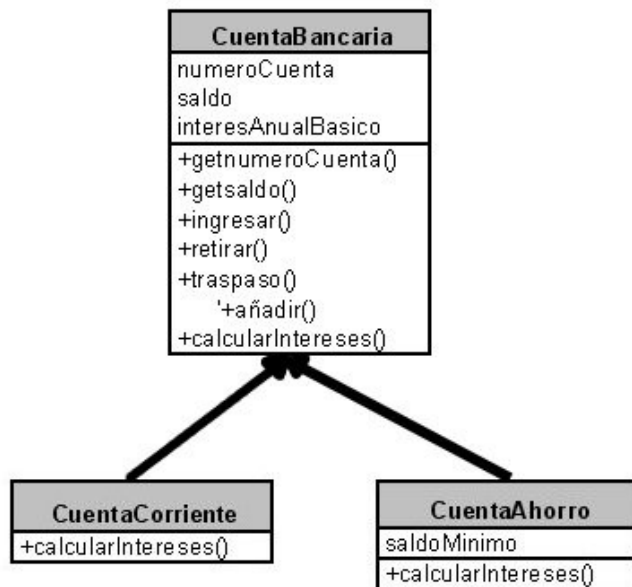 CuentaBancaria
numeroCuenta
saldo
interesAnualBasico
+getnumeroCuenta()
+getsaldo()
+ingresar()
+retirar()
+traspaso()
'+añadir()
+calcularIntereses()
CuentaCorriente
+calcularIntereses()
CuentaAhorro
saldoMinimo
+calcularIntereses()